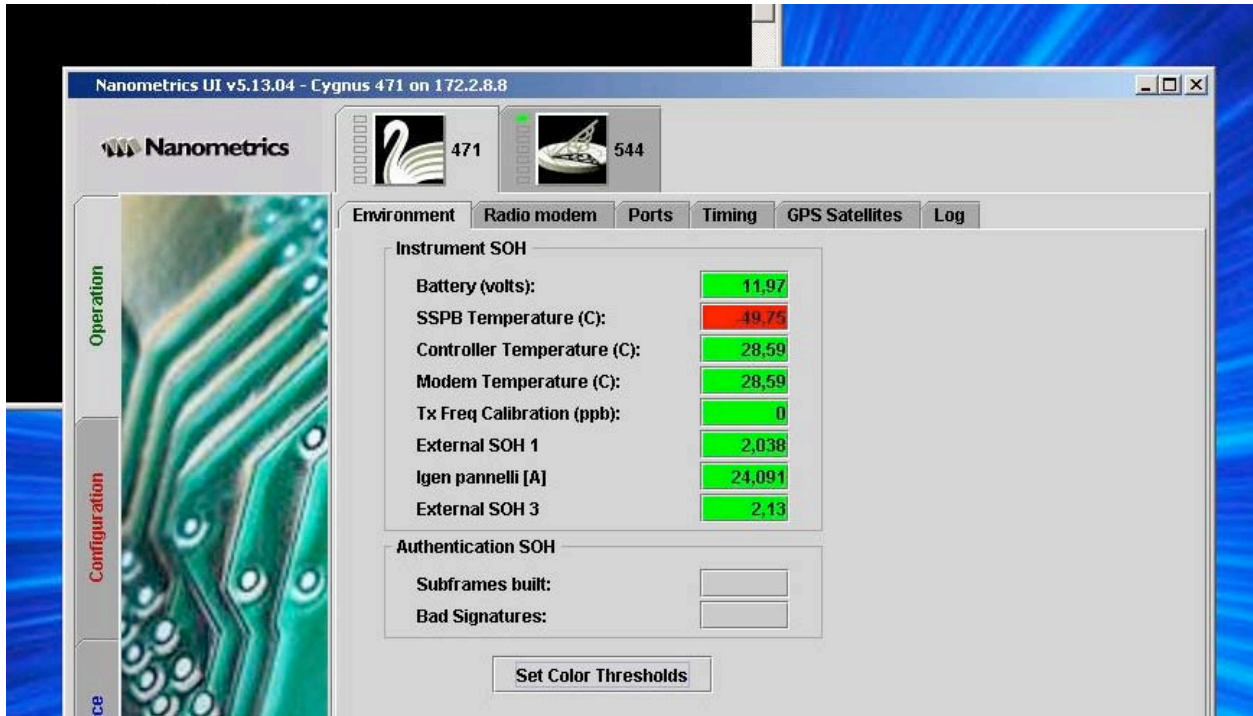 Nanometrics UI v5.13.04 - Cygnus 471 on 172.2.8.8
Nanometrics
471
544
Environment Radio modem Ports Timing GPS Satellites Log
Operation
Configuration
Instrument SOH
Battery (volts): 11,97
SSPB Temperature (C): -49,75
Controller Temperature (C): 28,59
Modem Temperature (C): 28,59
Tx Freq Calibration (ppb): 0
External SOH 1 2,038
Igen pannelli [A] 24,091
External SOH 3 2,13
Authentication SOH
Subframes built:
Bad Signatures:
Set Color Thresholds